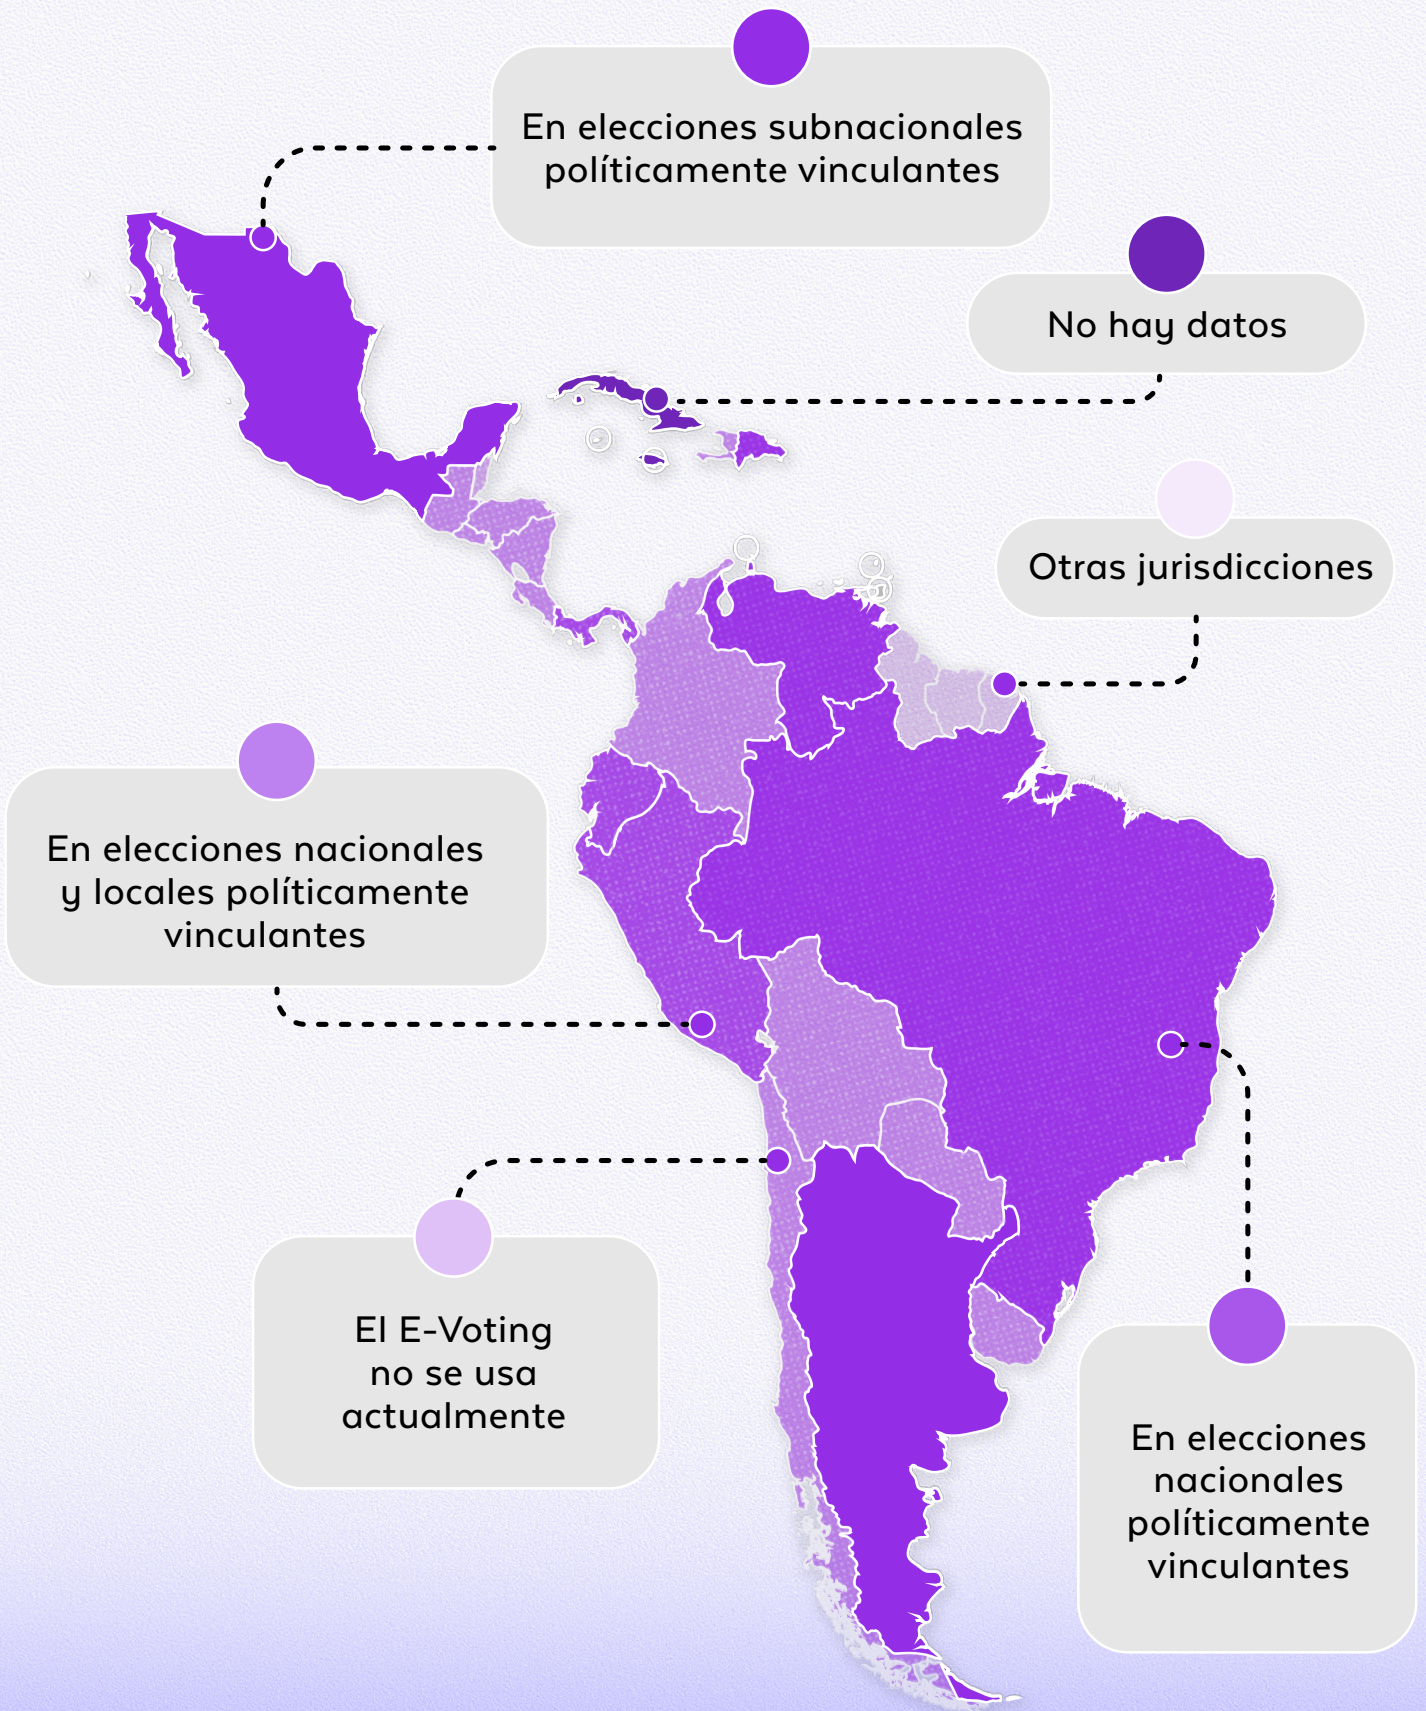 En elecciones subnacionales
políticamente vinculantes
No hay datos
Otras jurisdicciones
En elecciones nacionales
y locales políticamente
vinculantes
El E-Voting
no se usa
actualmente
En elecciones
nacionales
políticamente
vinculantes